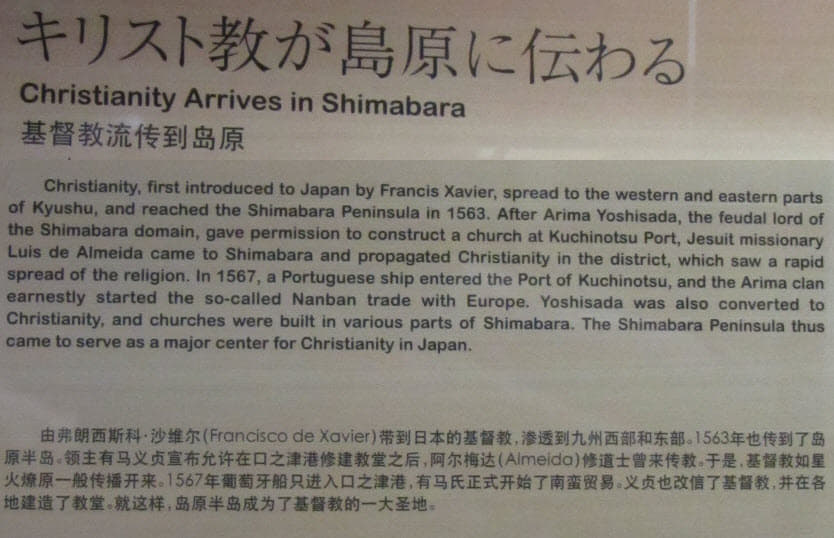 キリスト教が島原に伝わる
Christianity Arrives in Shimabara
基督教流传到岛原
Christianity, first introduced to Japan by Francis Xavier, spread to the western and eastern parts
of Kyushu, and reached the Shimabara Peninsula in 1563. After Arima Yoshisada, the feudal lord of
the Shimabara domain, gave permission to construct a church at Kuchinotsu Port, Jesuit missionary
Luis de Almeida came to Shimabara and propagated Christianity in the district, which saw a rapid
spread of the religion. In 1567, a Portuguese ship entered the Port of Kuchinotsu, and the Arima clan
earnestly started the so-called Nanban trade with Europe. Yoshisada was also converted to
Christianity, and churches were built in various parts of Shimabara. The Shimabara Peninsula thus
came to serve as a major center for Christianity in Japan.
由弗朗西斯科·沙维尔(Francisco de Xavier)带到日本的基督教,渗透到九州西部和东部。1563年也传到了岛
原半岛。领主有马义贞宣布允许在口之津港修建教堂之后,阿尔梅达(Almeida)修道士曾来传教。于是,基督教如星
火燎原一般传播开来。1567年葡萄牙船只进入口之津港,有马氏正式开始了南蛮贸易。义贞也改信了基督教,并在各
地建造了教堂。就这样,岛原半岛成为了基督教的一大圣地。